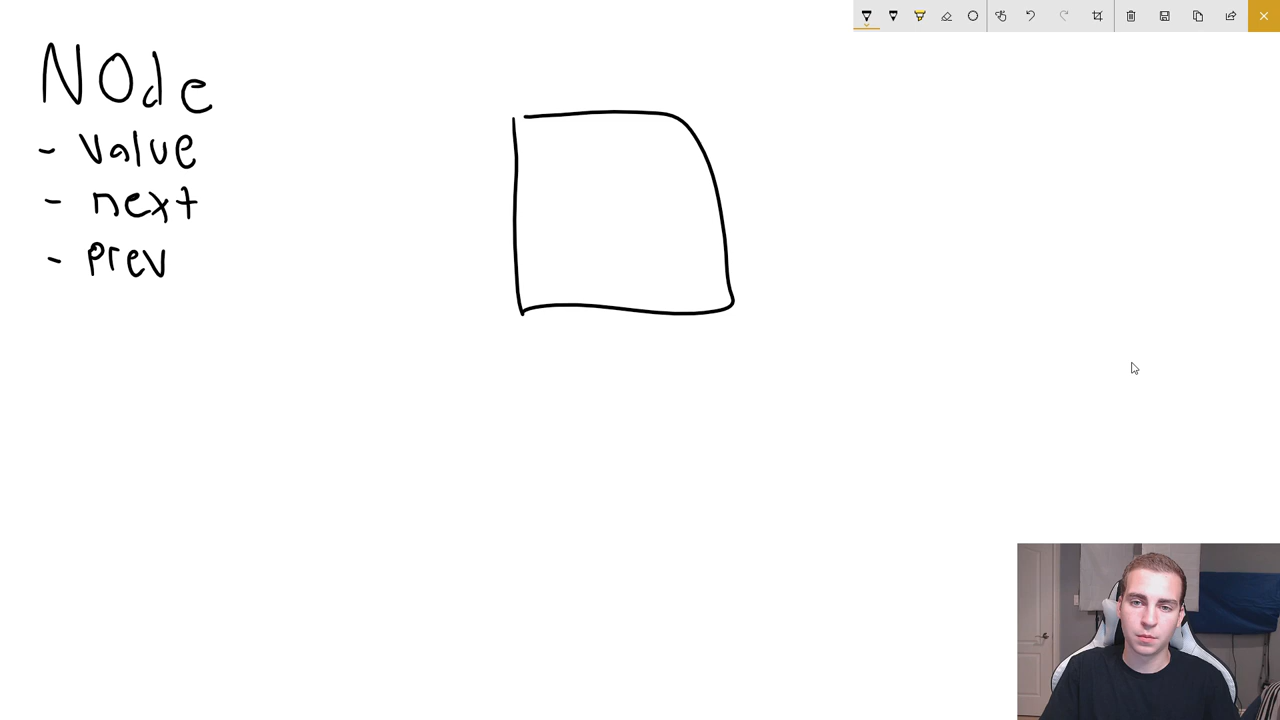 NOde
- value
- next
- prev